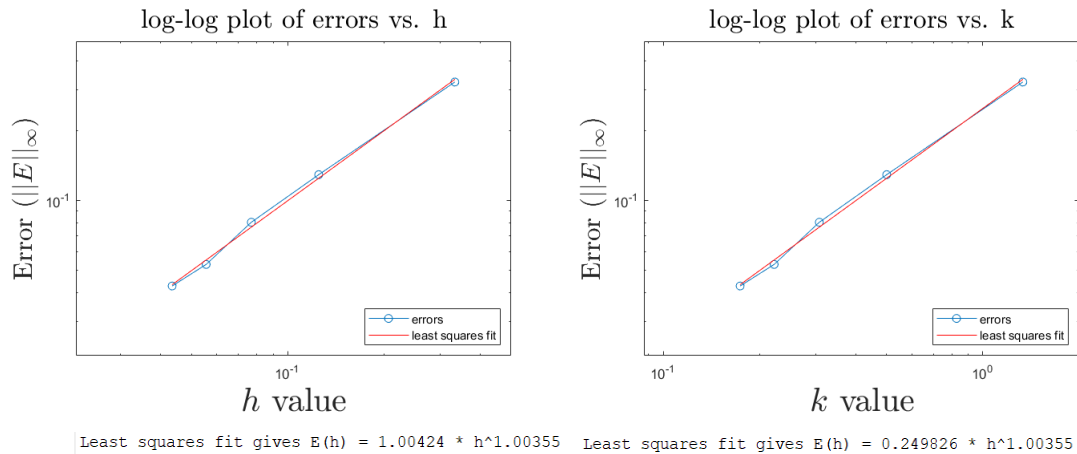 log-log plot of errors vs. h
Error (||E||∞)
10^-1
errors
least squares fit
10^-1
h value
Least squares fit gives E(h) = 1.00424 * h^1.00355
log-log plot of errors vs. k
Error (||E||∞)
10^-1
errors
least squares fit
10^-1
10^0
k value
Least squares fit gives E(h) = 0.249826 * h^1.00355